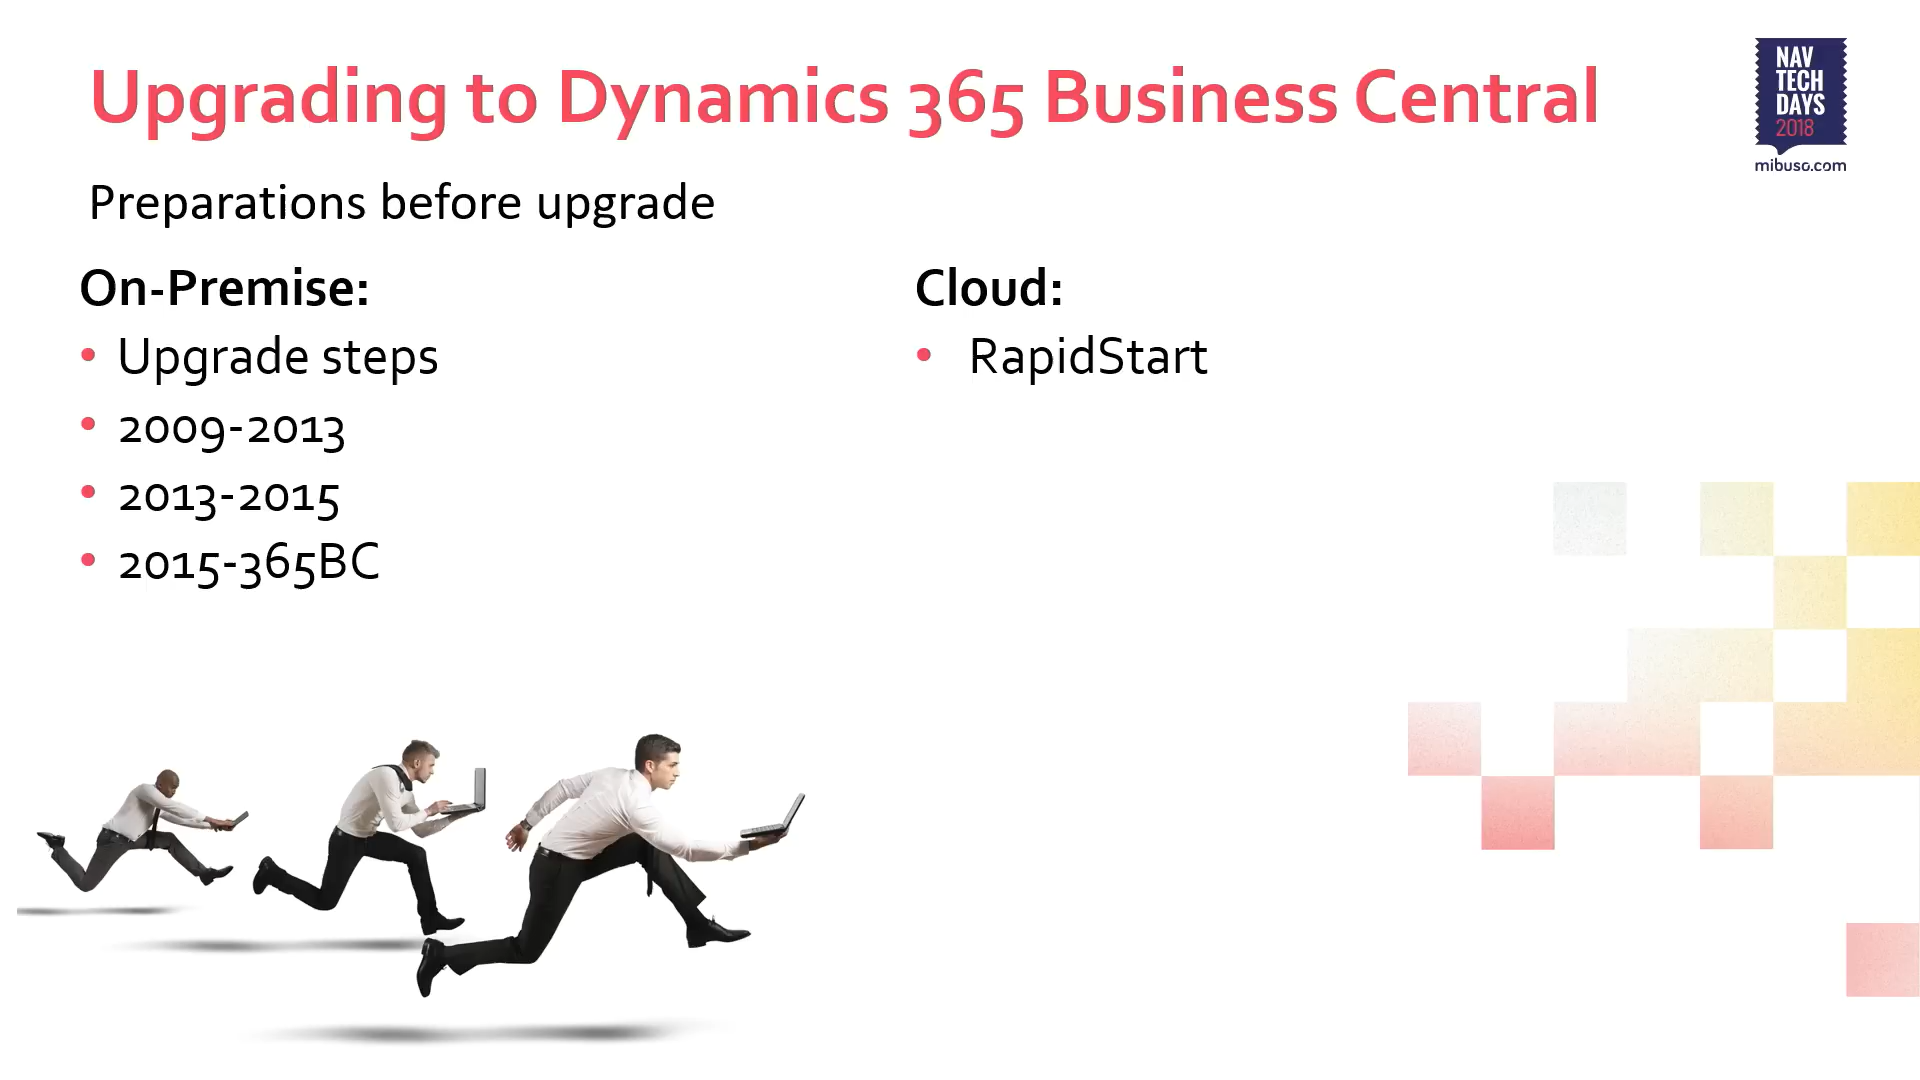 Upgrading to Dynamics 365 Business Central
NAV
TECH
DAYS
2018
mibuso.com
Preparations before upgrade
On-Premise:
• Upgrade steps
• 2009-2013
• 2013-2015
• 2015-365BC
Cloud:
• RapidStart